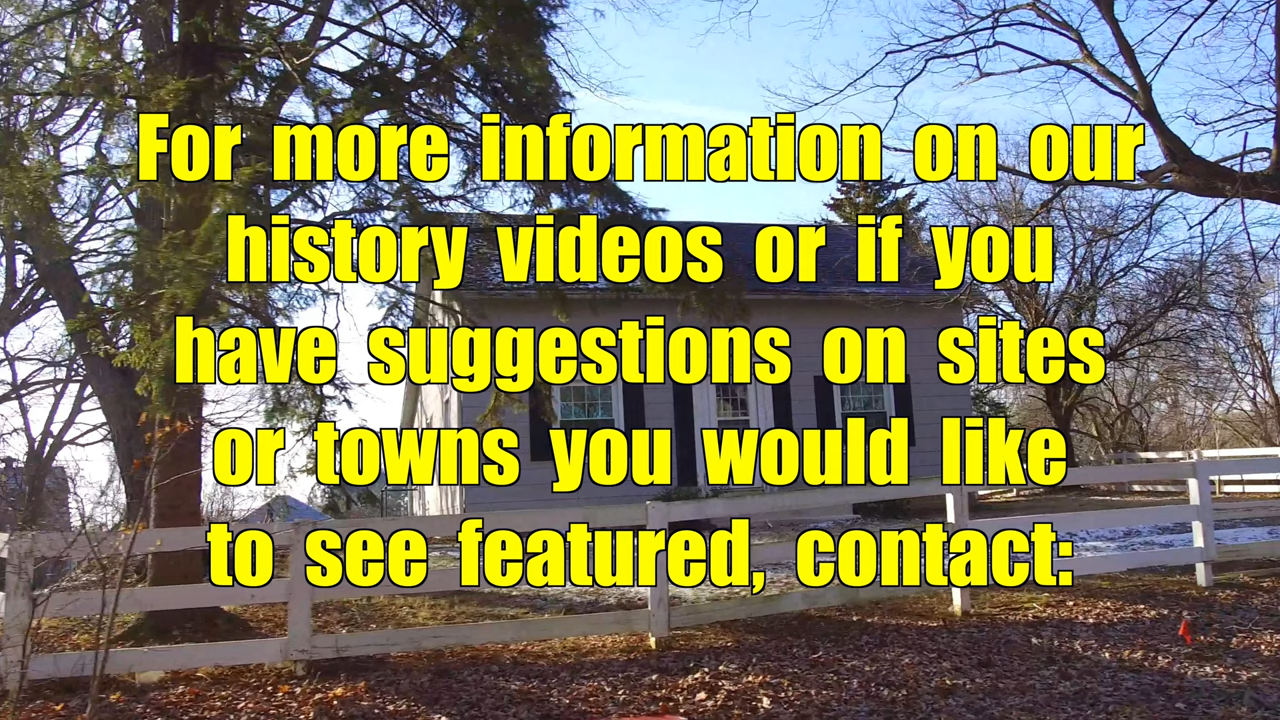 For more information on our
history videos or if you
have suggestions on sites
or towns you would like
to see featured, contact: